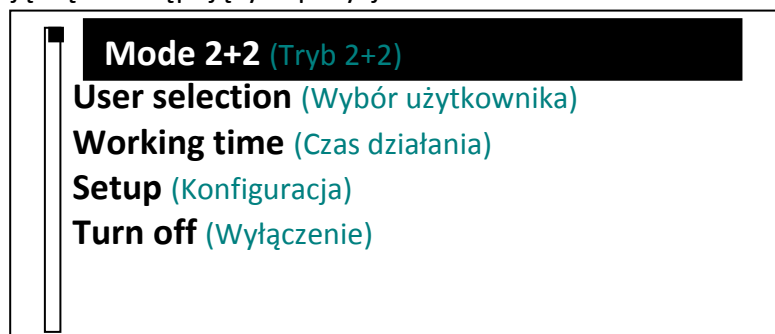 Mode 2+2 (Tryb 2+2)
User selection (Wybór użytkownika)
Working time (Czas działania)
Setup (Konfiguracja)
Turn off (Wyłączenie)